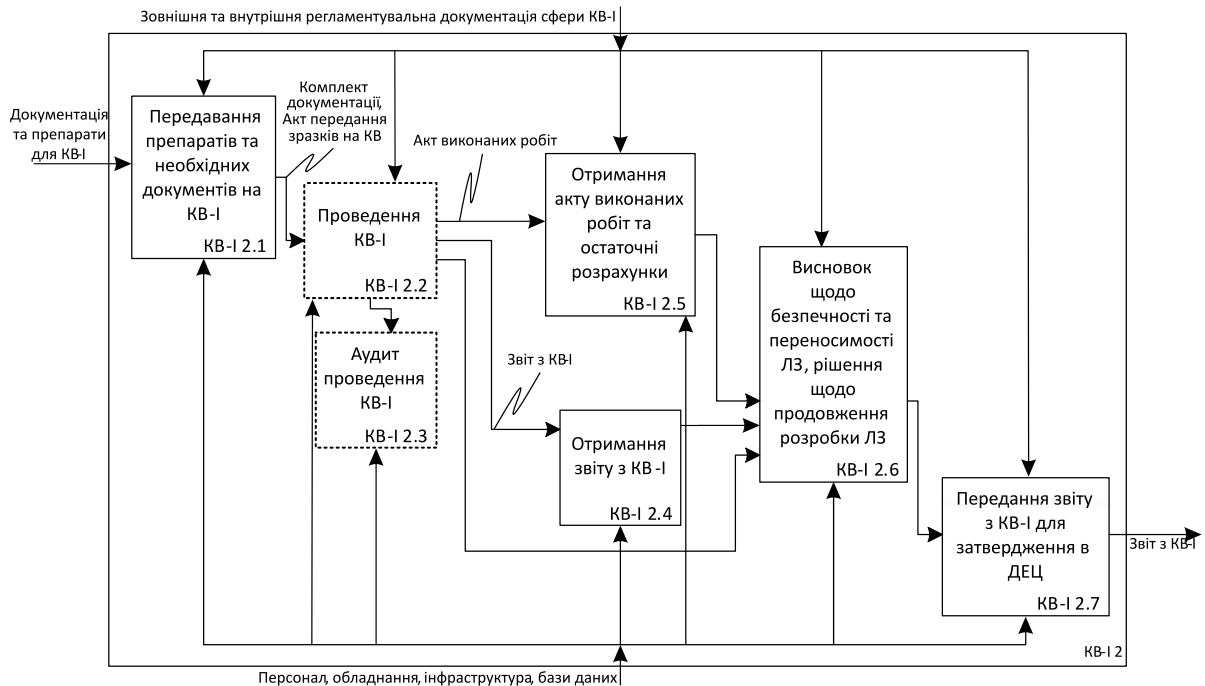 Зовнішня та внутрішня регламентувальна документація сфери КВ-І
Документація
та препарати
для КВ-І
Передавання
препаратів та
необхідних
документів на
КВ-І
КВ-І 2.1
Комплект
документації,
Акт передання
зразків на КВ
Проведення
КВ-І
КВ-І 2.2
Аудит
проведення
КВ-І
КВ-І 2.3
Акт виконаних робіт
Отримання
акту виконаних
робіт та
остаточні
розрахунки
КВ-І 2.5
Звіт з КВ-І
Отримання
звіту з КВ-І
КВ-І 2.4
Висновок
щодо
безпечності та
переносимості
ЛЗ, рішення
щодо
продовження
розробки ЛЗ
КВ-І 2.6
Передання звіту
з КВ-І для
затвердження в
ДЕЦ
КВ-І 2.7
Звіт з КВ-І
КВ-І 2
Персонал, обладнання, інфраструктура, бази даних